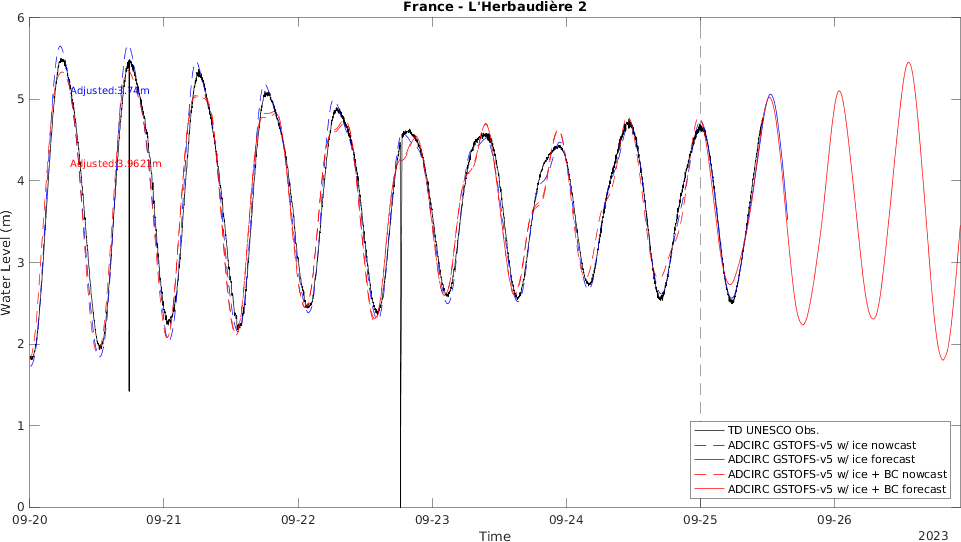 France - L'Herbaudière 2
6
5
4
3
2
1
0
Water Level (m)
Adjusted:3.74m
Adjusted:3.9621m
TD UNESCO Obs.
ADCIRC GSTOFS-v5 w/ ice nowcast
ADCIRC GSTOFS-v5 w/ ice forecast
ADCIRC GSTOFS-v5 w/ ice + BC nowcast
ADCIRC GSTOFS-v5 w/ ice + BC forecast
09-20 09-21 09-22 09-23 09-24 09-25 09-26
Time
2023